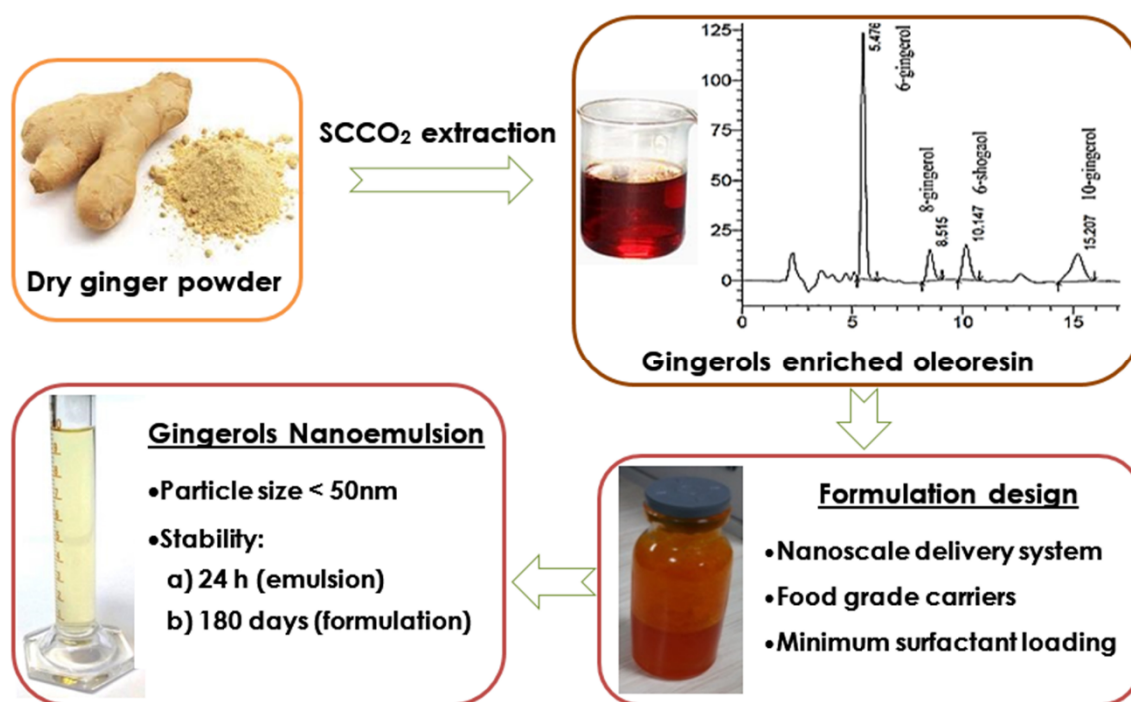 Dry ginger powder
SCCO₂ extraction
125
100
75
50
25
0
0
5
10
15
5.476
6-gingerol
8-gingerol
8.515
10.147
6-shogaol
15.207
10-gingerol
Gingerols enriched oleoresin
Formulation design
•Nanoscale delivery system
•Food grade carriers
•Minimum surfactant loading
Gingerols Nanoemulsion
•Particle size < 50nm
•Stability:
a) 24 h (emulsion)
b) 180 days (formulation)